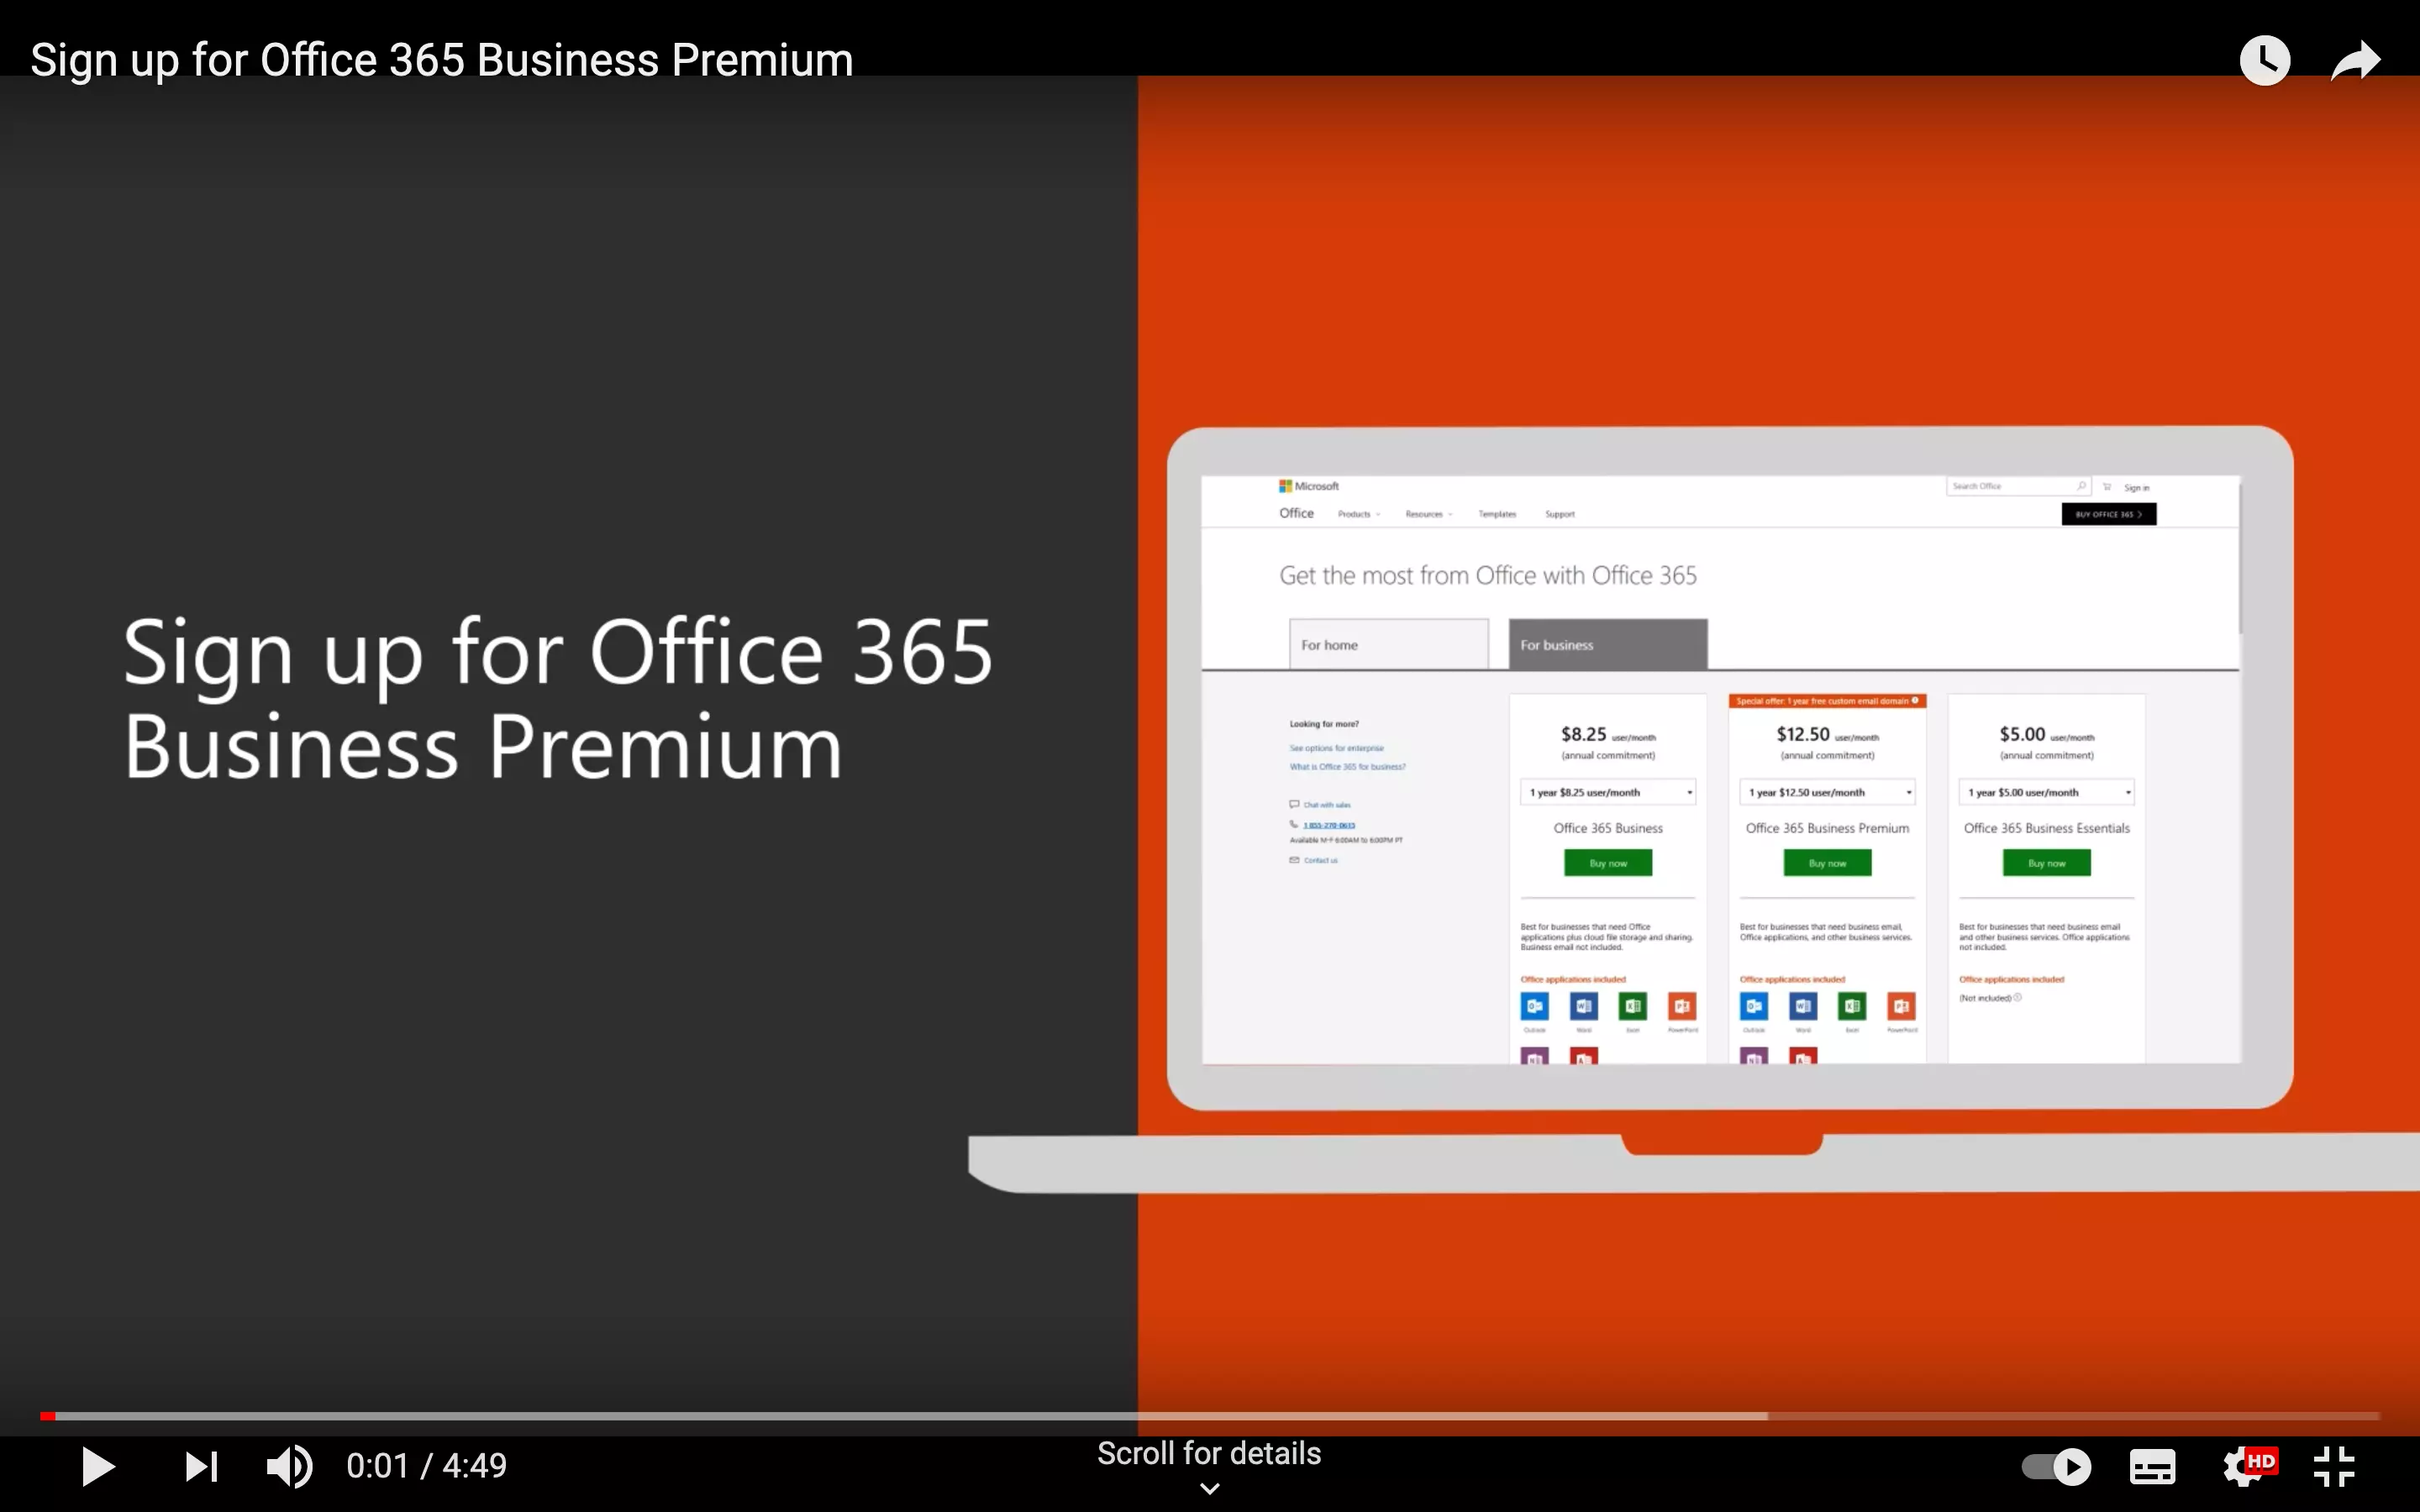 Sign up for Office 365 Business Premium
Sign up for Office 365
Business Premium
Microsoft
Search Office
Sign in
Office
Products
Resources
Templates
Support
BUY OFFICE 365
Get the most from Office with Office 365
For home
For business
Looking for more?
See options for enterprise
What is Office 365 for business?
Chat with sales
1 855-270-0615
Available M-F 6:00AM to 6:00PM PT
Contact us
$8.25 user/month
(annual commitment)
1 year $8.25 user/month
Office 365 Business
Buy now
Best for businesses that need Office
applications plus cloud file storage and sharing.
Business email not included.
Office applications included
Outlook
Word
Excel
PowerPoint
Special offer: 1 year free custom email domain
$12.50 user/month
(annual commitment)
1 year $12.50 user/month
Office 365 Business Premium
Buy now
Best for businesses that need business email,
Office applications, and other business services.
Office applications included
Outlook
Word
Excel
PowerPoint
$5.00 user/month
(annual commitment)
1 year $5.00 user/month
Office 365 Business Essentials
Buy now
Best for businesses that need business email
and other business services. Office applications
not included.
Office applications included
(Not included)
0:01 / 4:49
Scroll for details
HD